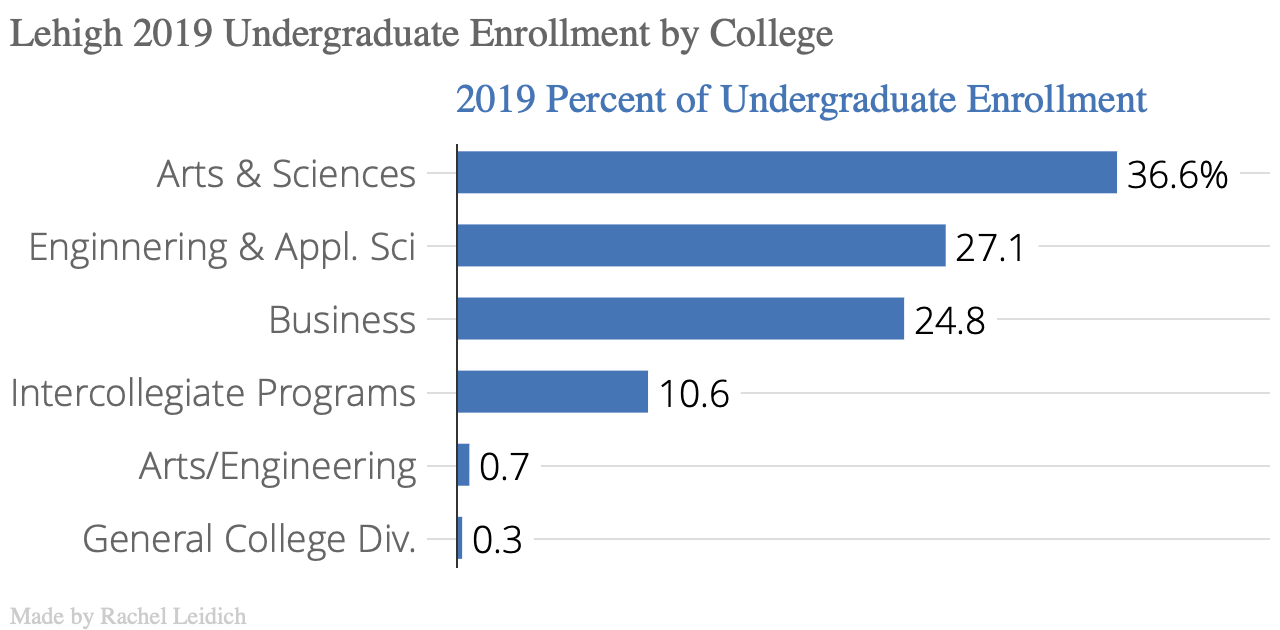 Lehigh 2019 Undergraduate Enrollment by College
2019 Percent of Undergraduate Enrollment
Arts & Sciences 36.6%
Enginnering & Appl. Sci 27.1
Business 24.8
Intercollegiate Programs 10.6
Arts/Engineering 0.7
General College Div. 0.3
Made by Rachel Leidich